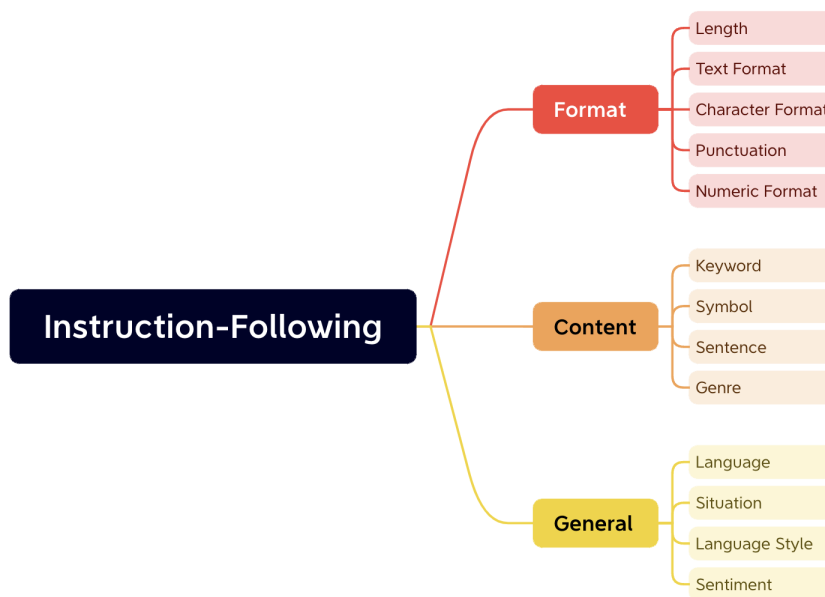 Instruction-Following
Format
Length
Text Format
Character Format
Punctuation
Numeric Format
Content
Keyword
Symbol
Sentence
Genre
General
Language
Situation
Language Style
Sentiment